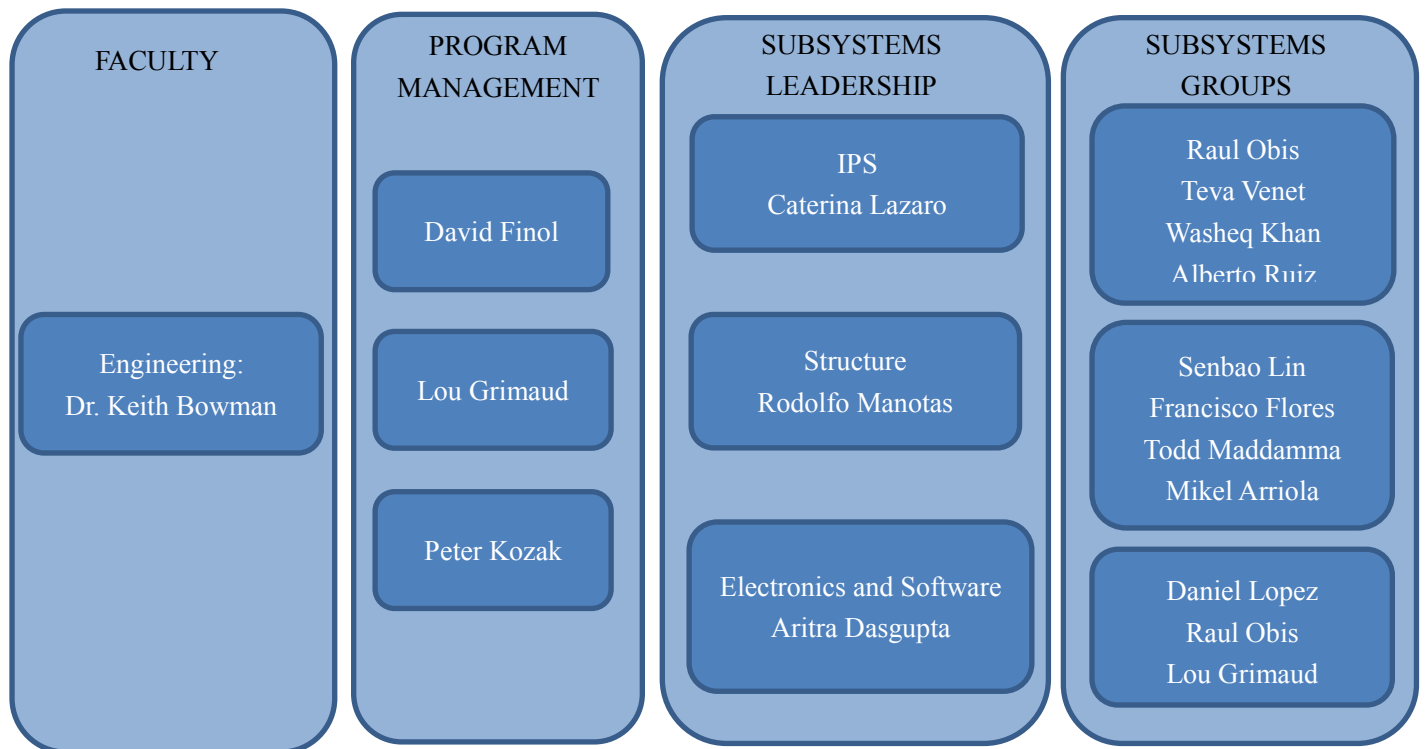 FACULTY
Engineering:
Dr. Keith Bowman
PROGRAM
MANAGEMENT
David Finol
Lou Grimaud
Peter Kozak
SUBSYSTEMS
LEADERSHIP
IPS
Caterina Lazaro
Structure
Rodolfo Manotas
Electronics and Software
Aritra Dasgupta
SUBSYSTEMS
GROUPS
Raul Obis
Teva Venet
Washeq Khan
Alberto Ruiz
Senbao Lin
Francisco Flores
Todd Maddamma
Mikel Arriola
Daniel Lopez
Raul Obis
Lou Grimaud